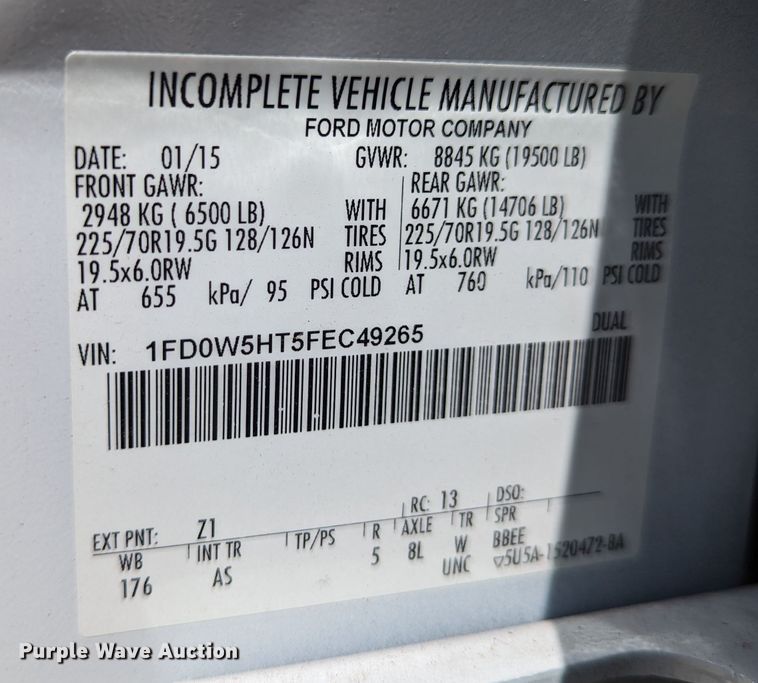 INCOMPLETE VEHICLE MANUFACTURED BY
FORD MOTOR COMPANY
DATE: 01/15 GVWR: 8845 KG (19500 LB)
FRONT GAWR: REAR GAWR:
2948 KG ( 6500 LB) WITH 6671 KG (14706 LB) WITH
225/70R19.5G 128/126N TIRES 225/70R19.5G 128/126N TIRES
19.5x6.0RW RIMS 19.5x6.0RW RIMS
AT 655 kPa/ 95 PSI COLD AT 760 kPa/110 PSI COLD
DUAL
VIN: 1FD0W5HT5FEC49265
EXT PNT: Z1 RC: 13 DSO:
WB INT TR TP/PS R AXLE TR SPR
176 AS 5 8L W BBEE
UNC ▽5U5A-1520472-BA
Purple Wave Auction